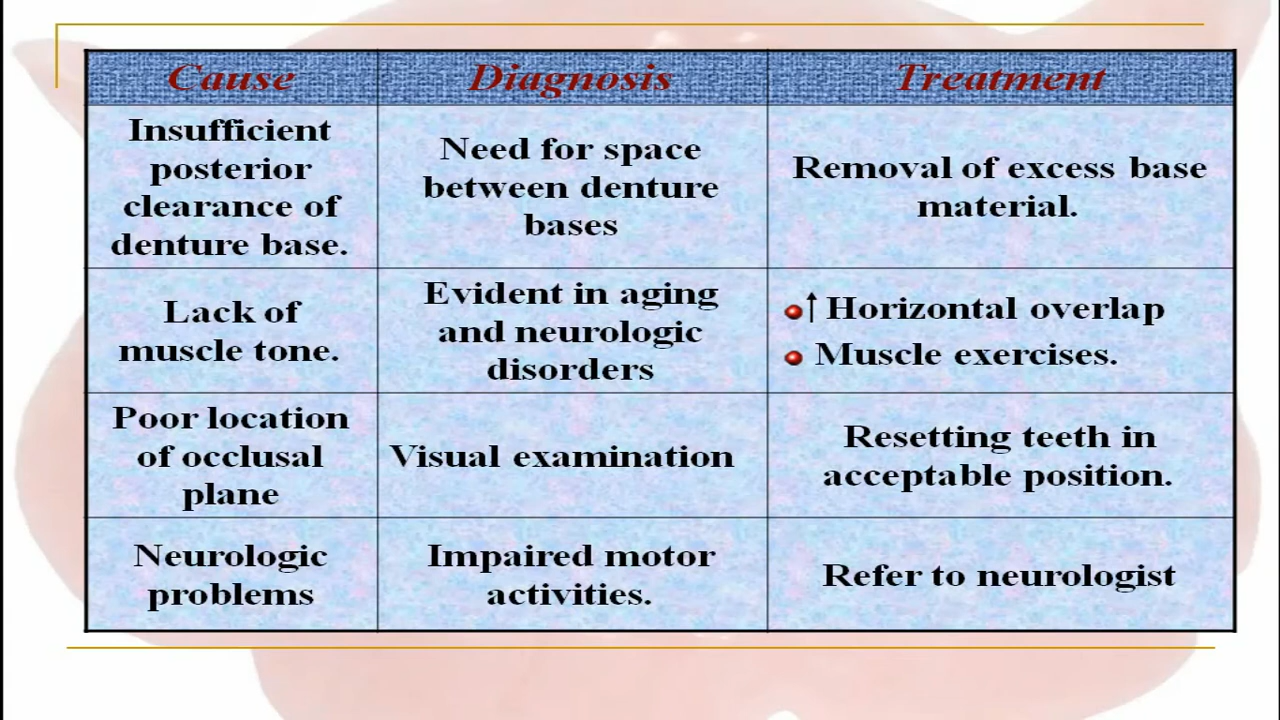 Cause Diagnosis Treatment
Insufficient
posterior
clearance of
denture base.
Need for space
between denture
bases
Removal of excess base
material.
Lack of
muscle tone.
Evident in aging
and neurologic
disorders
↑ Horizontal overlap
Muscle exercises.
Poor location
of occlusal
plane
Visual examination
Resetting teeth in
acceptable position.
Neurologic
problems
Impaired motor
activities.
Refer to neurologist